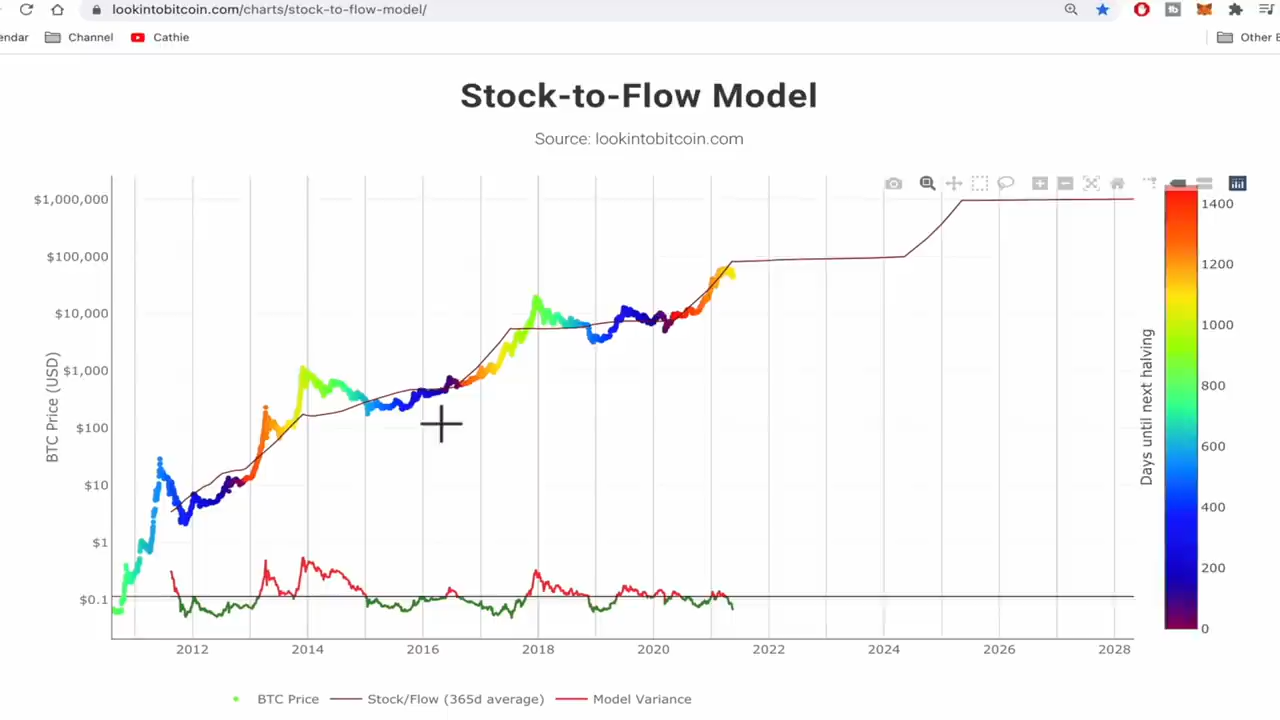 lookintobitcoin.com/charts/stock-to-flow-model/
endar Channel Cathie Other B
Stock-to-Flow Model
Source: lookintobitcoin.com
$1,000,000
$100,000
$10,000
$1,000
$100
$10
$1
$0.1
BTC Price (USD)
2012 2014 2016 2018 2020 2022 2024 2026 2028
1400
1200
1000
800
600
400
200
0
Days until next halving
BTC Price Stock/Flow (365d average) Model Variance